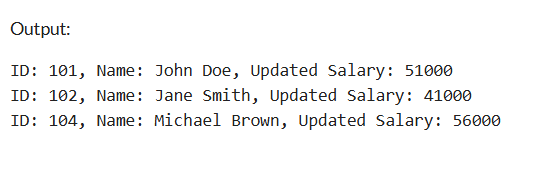 Output:
ID: 101, Name: John Doe, Updated Salary: 51000
ID: 102, Name: Jane Smith, Updated Salary: 41000
ID: 104, Name: Michael Brown, Updated Salary: 56000